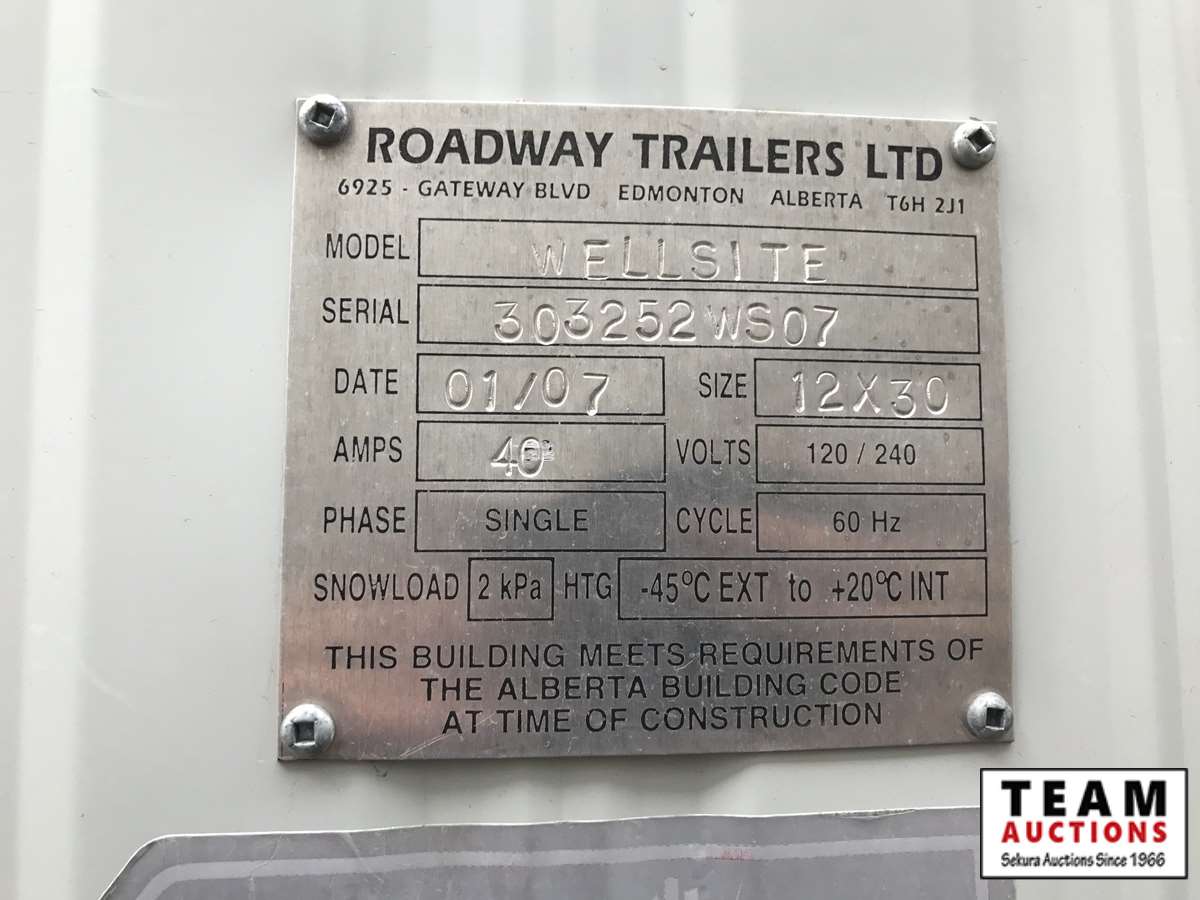 ROADWAY TRAILERS LTD
6925 - GATEWAY BLVD EDMONTON ALBERTA T6H 2J1
MODEL WELLSITE
SERIAL 303252WS07
DATE 01/07 SIZE 12X30
AMPS 40 VOLTS 120 / 240
PHASE SINGLE CYCLE 60 Hz
SNOWLOAD 2 kPa HTG -45°C EXT to +20°C INT
THIS BUILDING MEETS REQUIREMENTS OF
THE ALBERTA BUILDING CODE
AT TIME OF CONSTRUCTION
TEAM
AUCTIONS
Sekura Auctions Since 1966